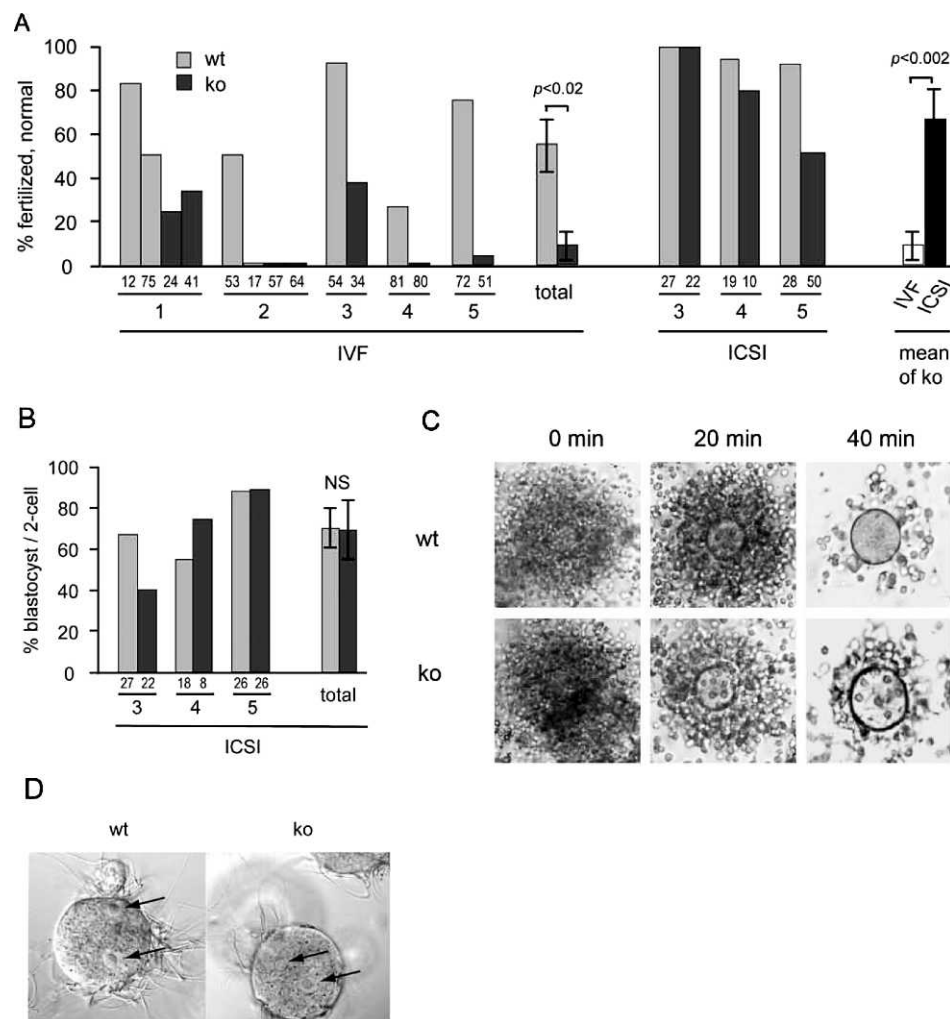 A
% fertilized, normal
100
80
60
40
20
0
wt
ko
p<0.02
p<0.002
12 75 24 41 53 17 57 64 54 34 81 80 72 51 total 27 22 19 10 28 50 IVF ICSI
1 2 3 4 5 3 4 5
IVF ICSI mean
of ko
B
% blastocyst / 2-cell
100
80
60
40
20
0
NS
27 22 18 8 26 26 total
3 4 5
ICSI
C
0 min 20 min 40 min
wt
ko
D
wt ko